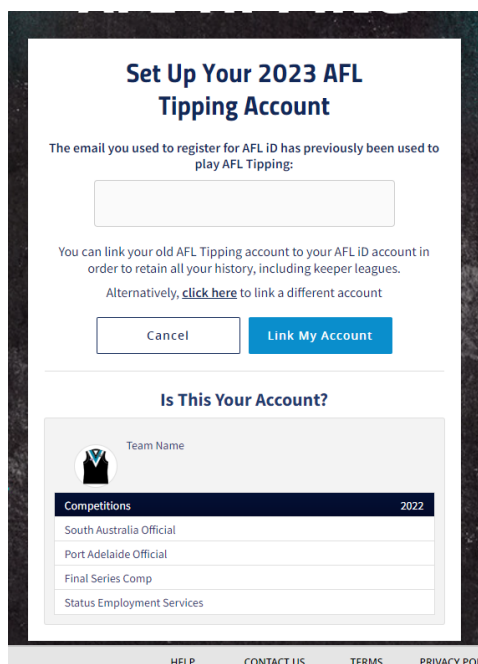 Set Up Your 2023 AFL
Tipping Account
The email you used to register for AFL iD has previously been used to
play AFL Tipping:
You can link your old AFL Tipping account to your AFL iD account in
order to retain all your history, including keeper leagues.
Alternatively, click here to link a different account
Cancel
Link My Account
Is This Your Account?
Team Name
Competitions 2022
South Australia Official
Port Adelaide Official
Final Series Comp
Status Employment Services
HELP CONTACT US TERMS PRIVACY